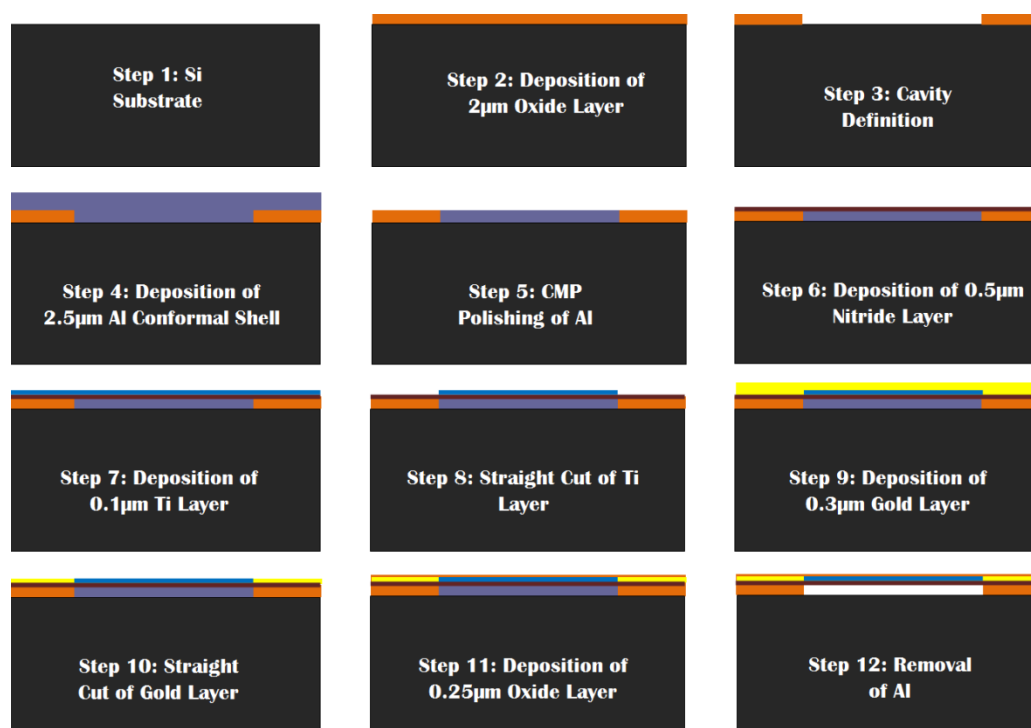 Step 1: Si
Substrate
Step 2: Deposition of
2µm Oxide Layer
Step 3: Cavity
Definition
Step 4: Deposition of
2.5µm Al Conformal Shell
Step 5: CMP
Polishing of Al
Step 6: Deposition of 0.5µm
Nitride Layer
Step 7: Deposition of
0.1µm Ti Layer
Step 8: Straight Cut of Ti
Layer
Step 9: Deposition of
0.3µm Gold Layer
Step 10: Straight
Cut of Gold Layer
Step 11: Deposition of
0.25µm Oxide Layer
Step 12: Removal
of Al